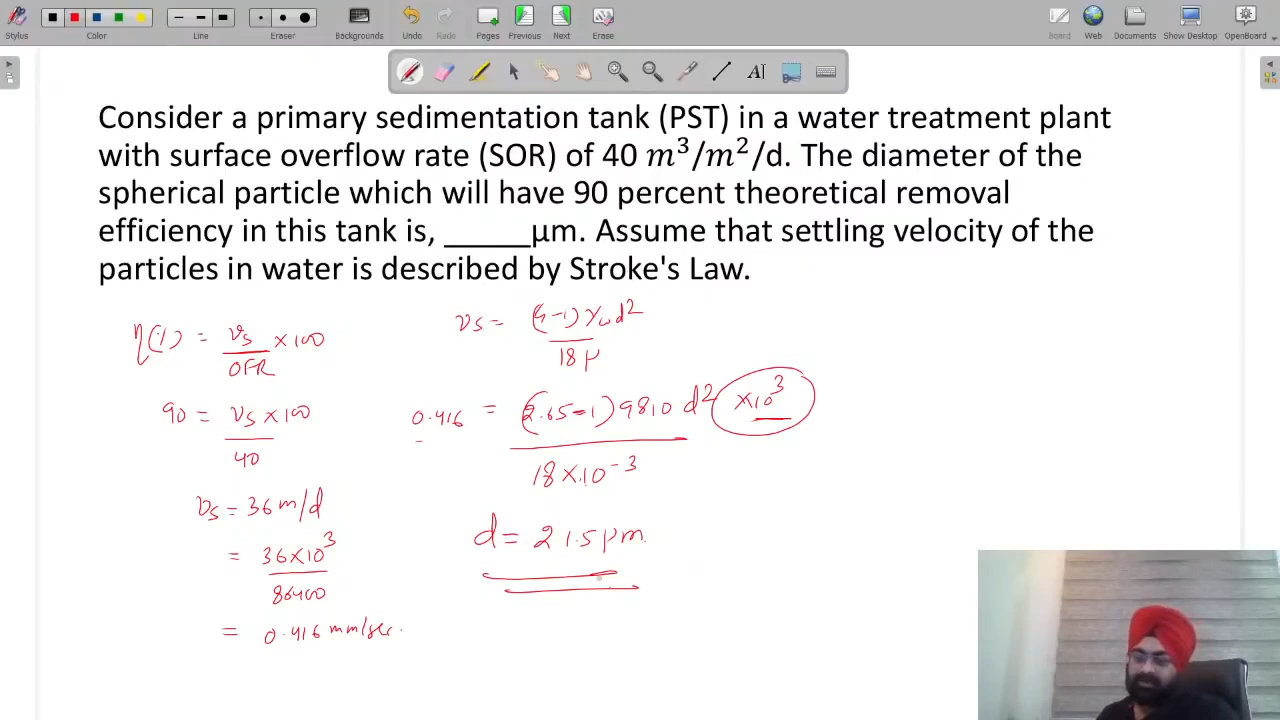 Styles
Color
Line
Eraser
Backgrounds
Undo
Redo
Pages
Previous
Next
Erase
Board
Web
Documents
Show Desktop
OpenBoard
Consider a primary sedimentation tank (PST) in a water treatment plant
with surface overflow rate (SOR) of 40 m³/m²/d. The diameter of the
spherical particle which will have 90 percent theoretical removal
efficiency in this tank is, _____μm. Assume that settling velocity of the
particles in water is described by Stroke's Law.
η(%) = vs/OFR × 100
90 = vs × 100/40
vs = 36 m/d
= 36×10³/86400
= 0.416 mm/sec.
vs = (G-1) γw d²/18 μ
0.416 = (2.65-1) 9810 d² ×10³/18×10⁻³
d = 21.5 μm.